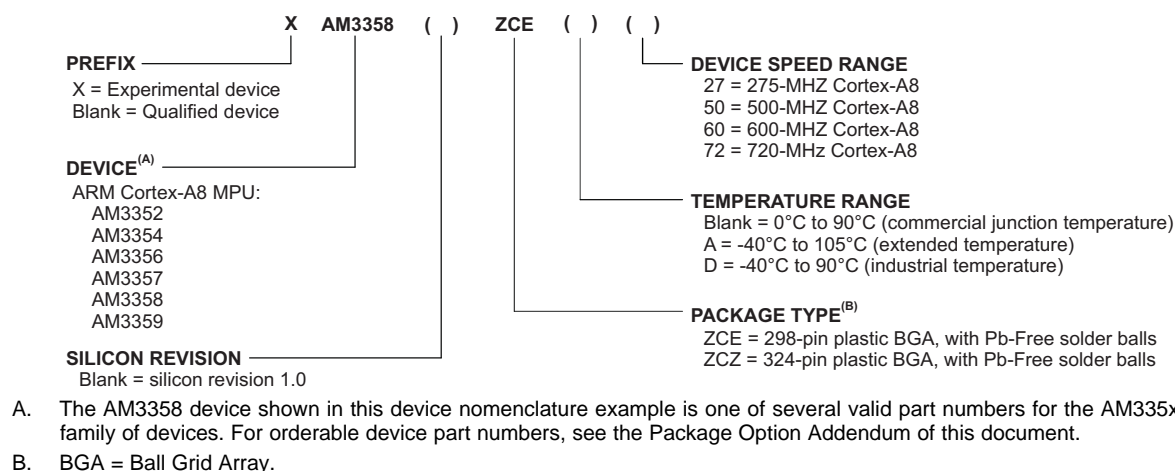 X AM3358 ( ) ZCE ( ) ( )
PREFIX
X = Experimental device
Blank = Qualified device
DEVICE(A)
ARM Cortex-A8 MPU:
AM3352
AM3354
AM3356
AM3357
AM3358
AM3359
SILICON REVISION
Blank = silicon revision 1.0
DEVICE SPEED RANGE
27 = 275-MHZ Cortex-A8
50 = 500-MHZ Cortex-A8
60 = 600-MHZ Cortex-A8
72 = 720-MHz Cortex-A8
TEMPERATURE RANGE
Blank = 0°C to 90°C (commercial junction temperature)
A = -40°C to 105°C (extended temperature)
D = -40°C to 90°C (industrial temperature)
PACKAGE TYPE(B)
ZCE = 298-pin plastic BGA, with Pb-Free solder balls
ZCZ = 324-pin plastic BGA, with Pb-Free solder balls
A. The AM3358 device shown in this device nomenclature example is one of several valid part numbers for the AM335x
family of devices. For orderable device part numbers, see the Package Option Addendum of this document.
B. BGA = Ball Grid Array.